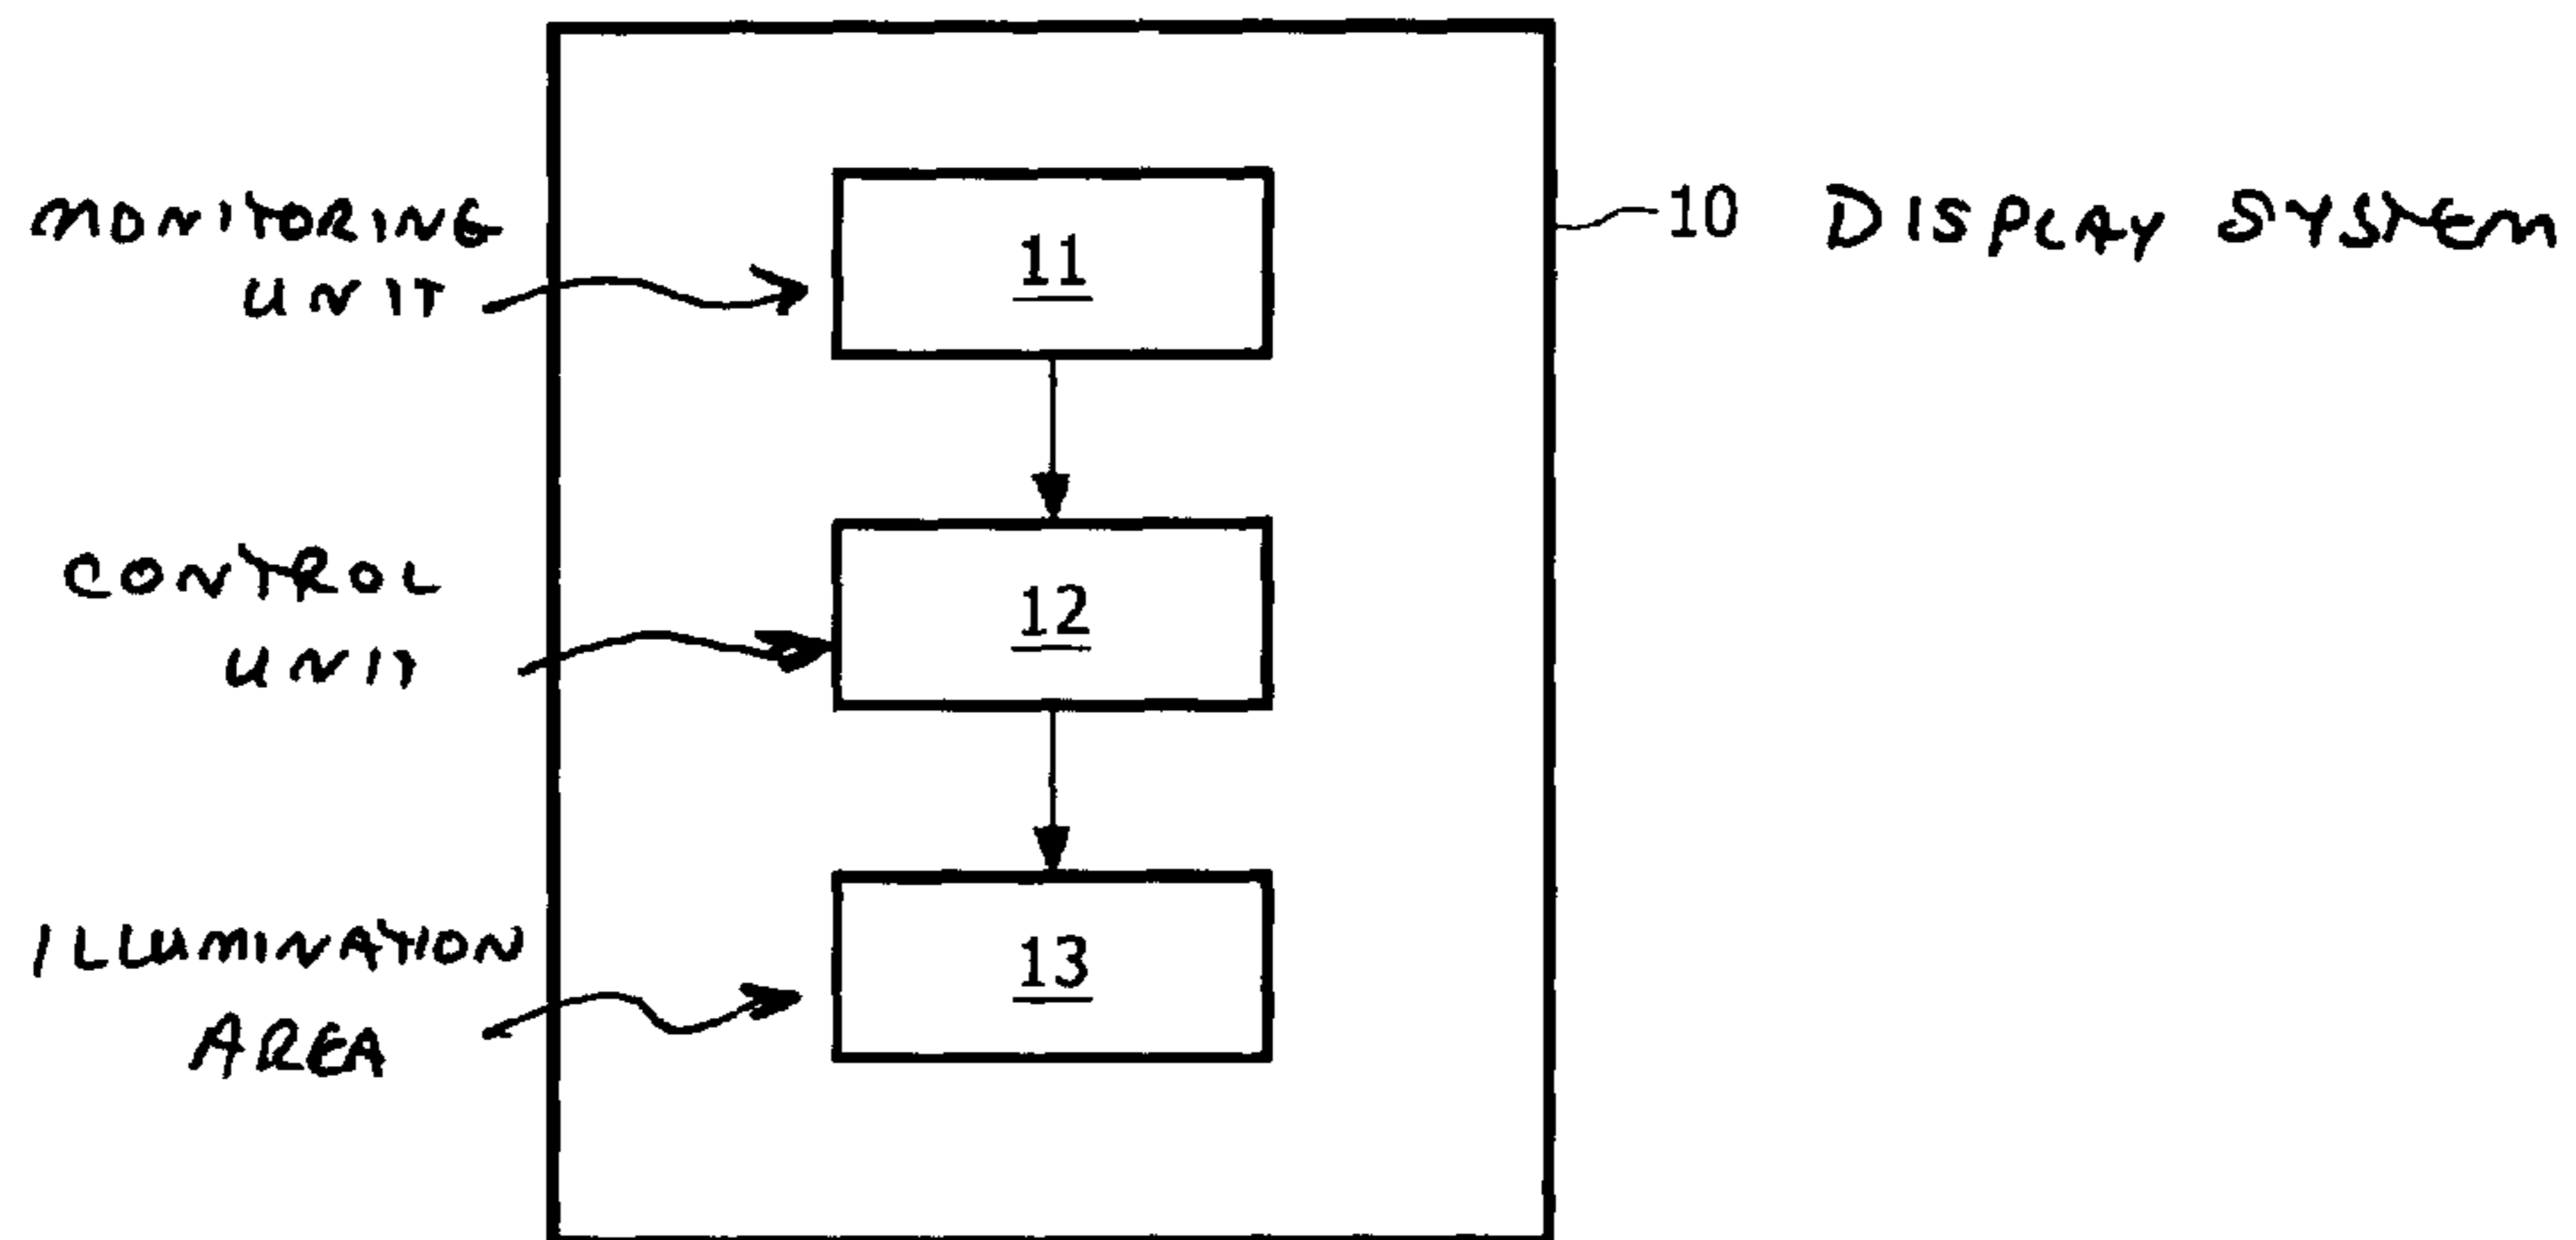 MONITORING
UNIT
11
10 DISPLAY SYSTEM
CONTROL
UNIT
12
ILLUMINATION
AREA
13